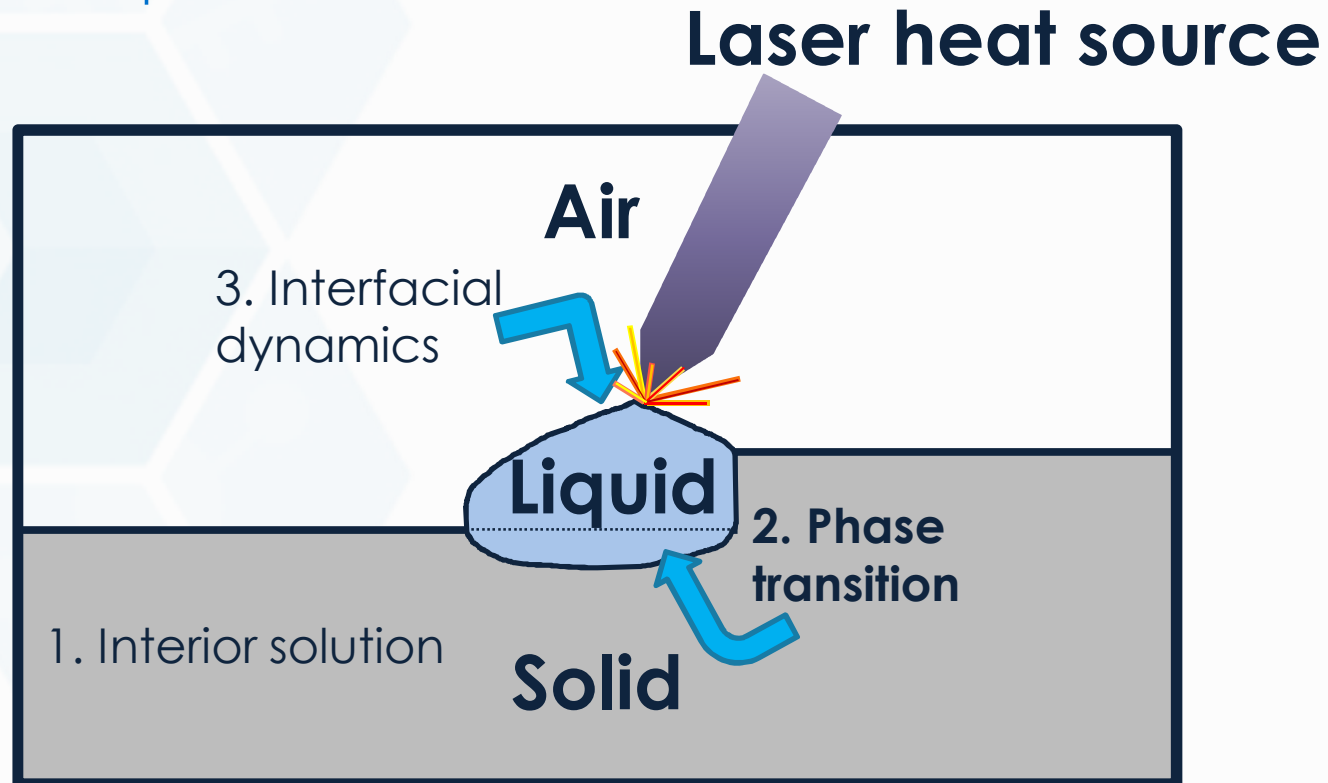 Laser heat source
Air
3. Interfacial
dynamics
Liquid
2. Phase
transition
1. Interior solution
Solid